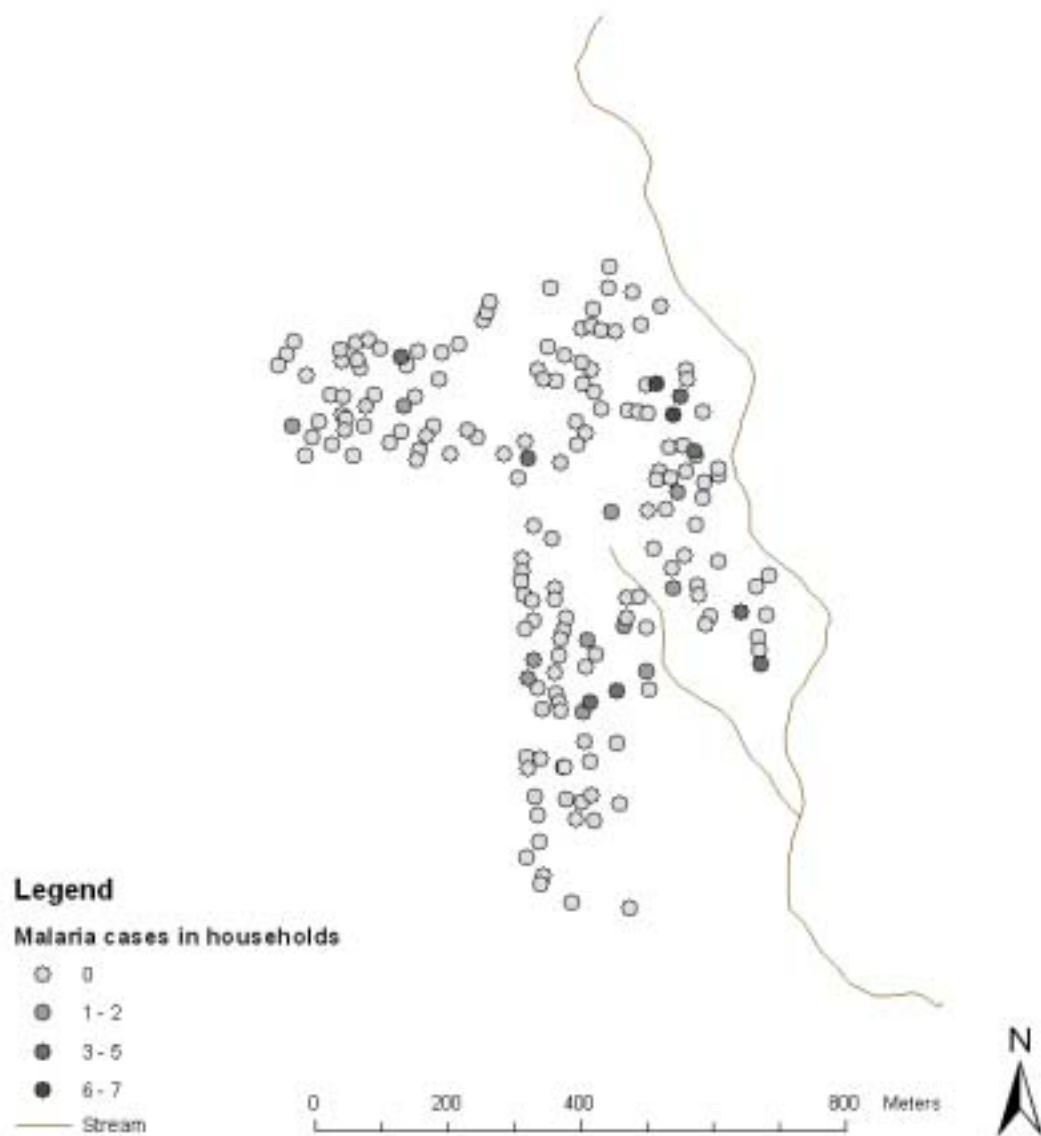 Legend
Malaria cases in households
0
1 - 2
3 - 5
6 - 7
Stream
0 200 400 800 Meters
N